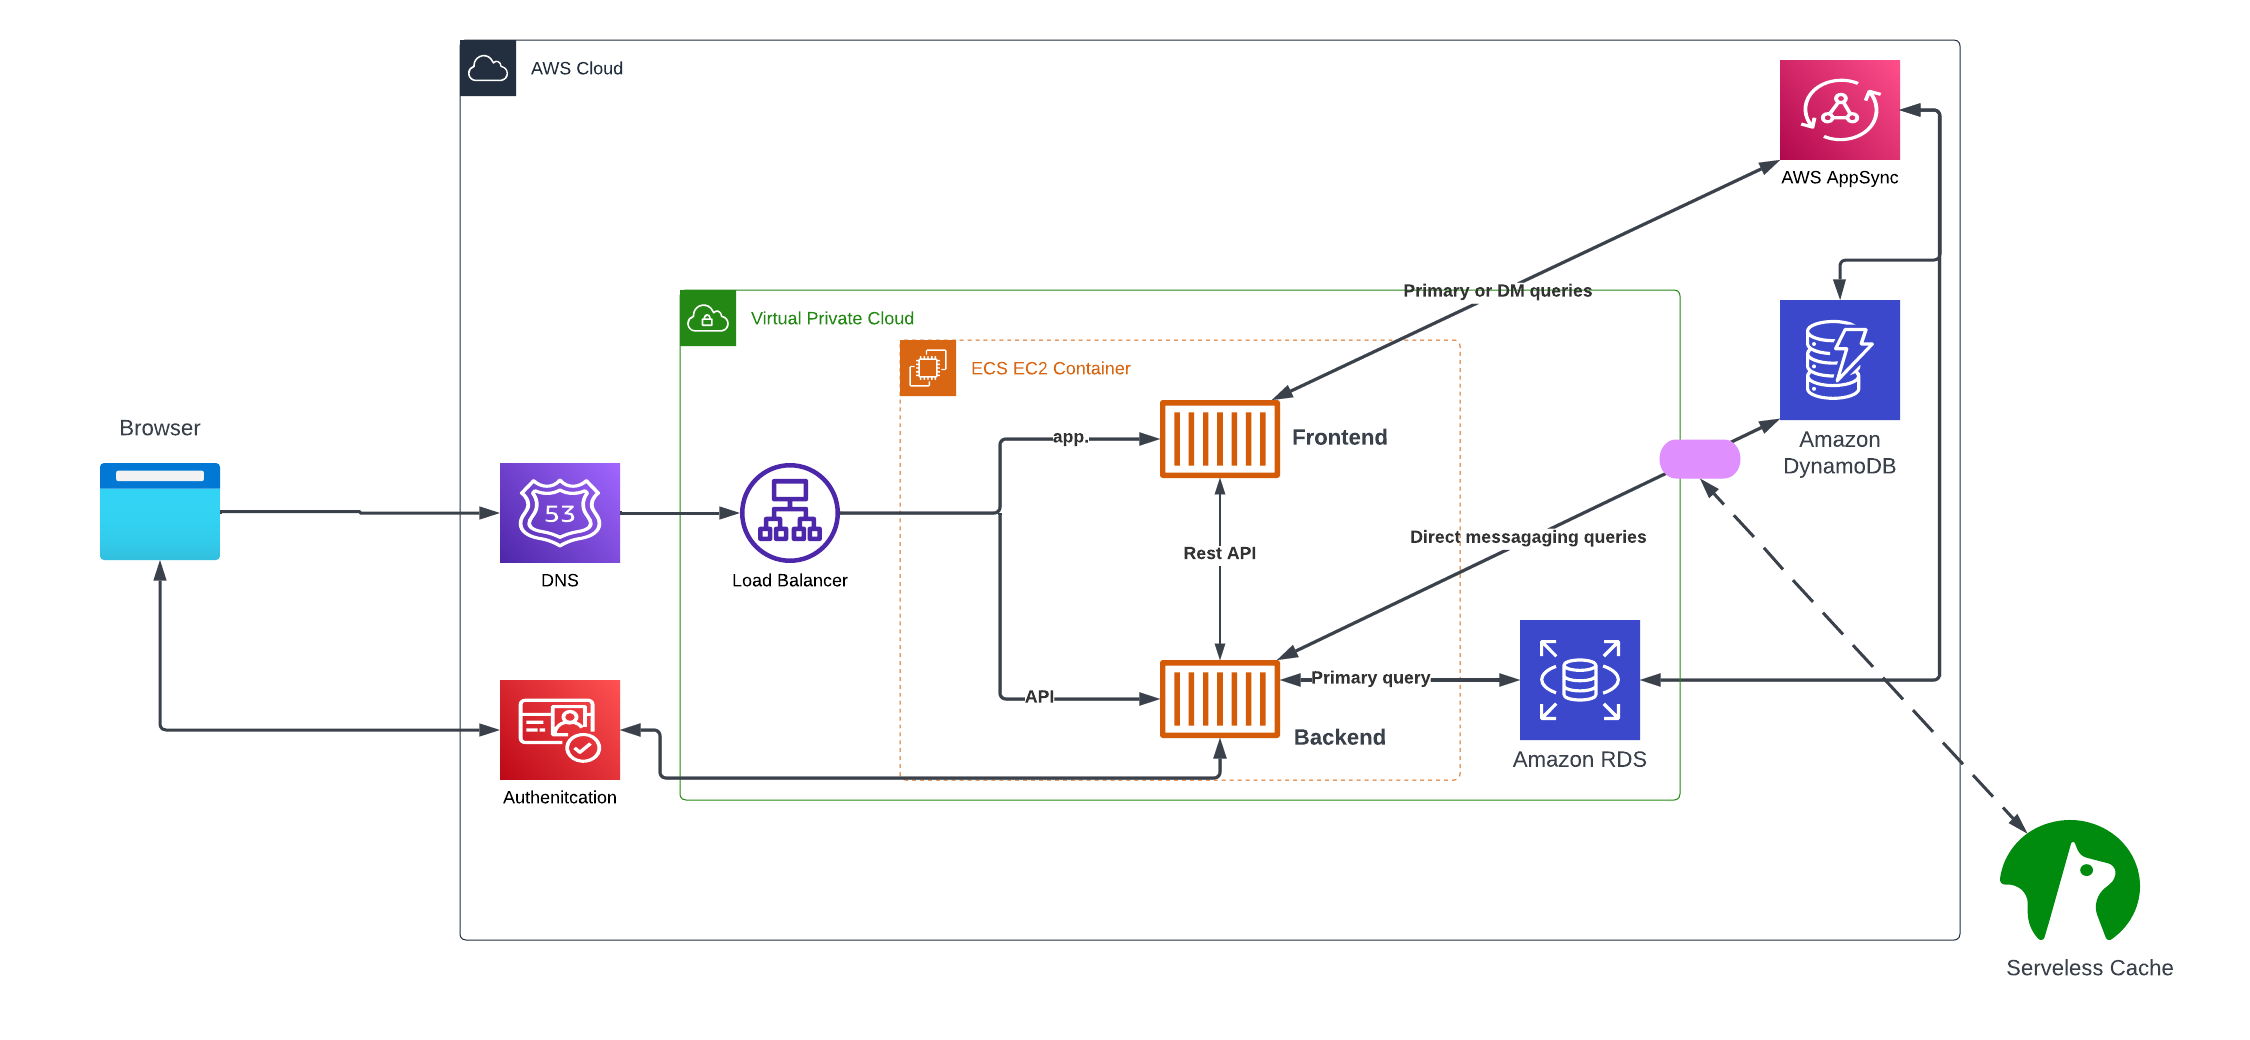 AWS Cloud
AWS AppSync
Primary or DM queries
Virtual Private Cloud
ECS EC2 Container
Browser
app.
Frontend
Amazon
DynamoDB
53
DNS
Load Balancer
Rest API
Direct messagaging queries
Primary query
API
Backend
Amazon RDS
Authenitcation
Serveless Cache